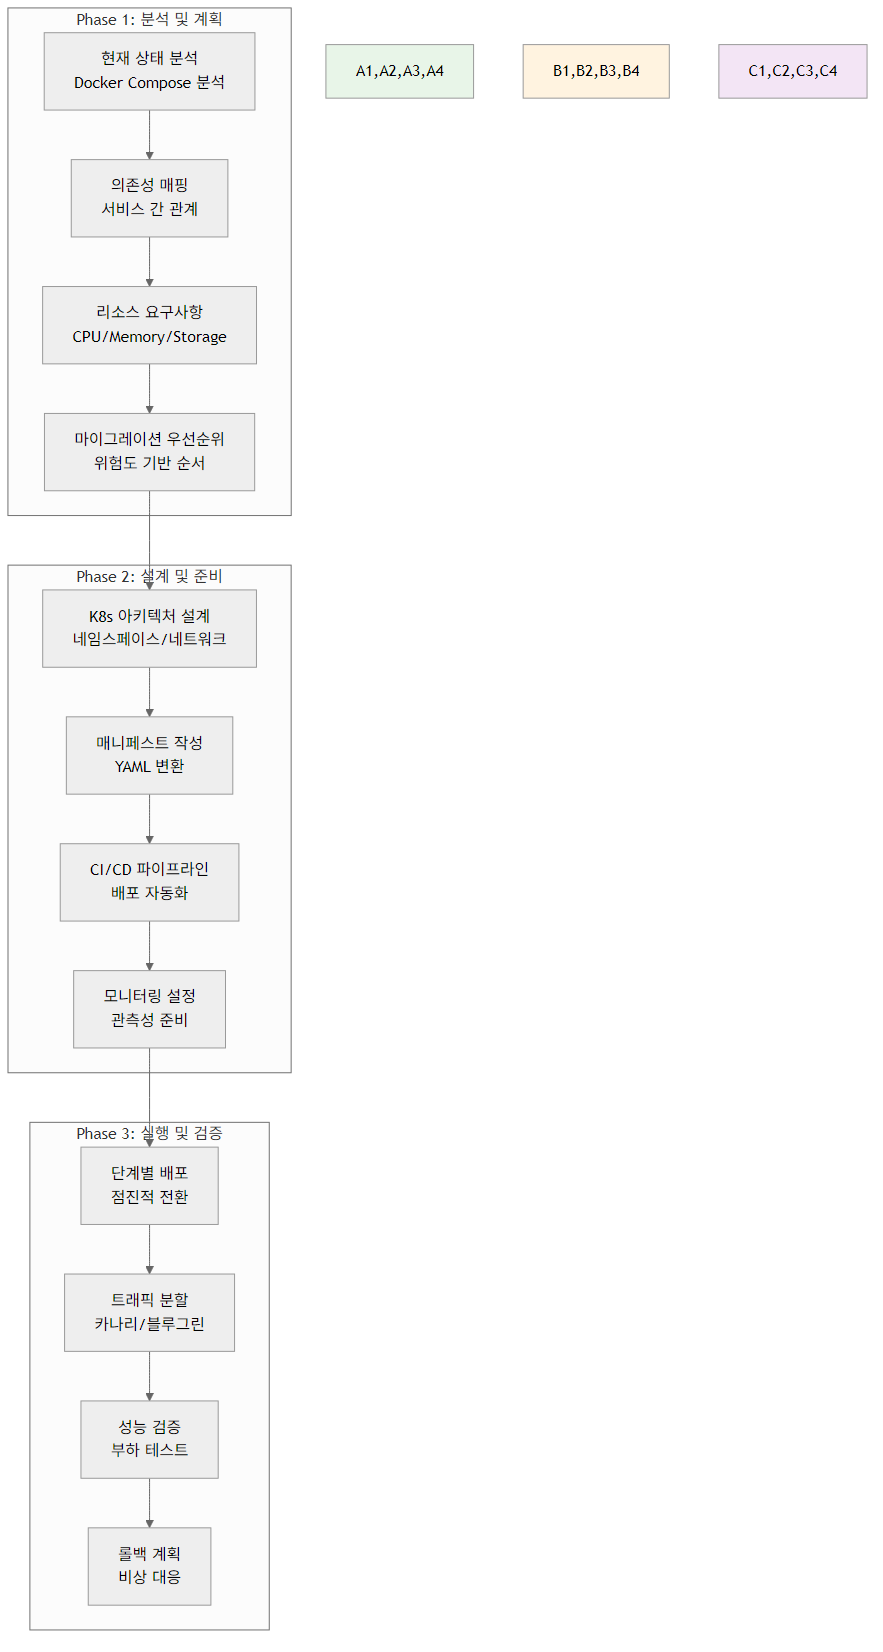 Phase 1: 분석 및 계획
현재 상태 분석
Docker Compose 분석
의존성 매핑
서비스 간 관계
리소스 요구사항
CPU/Memory/Storage
마이그레이션 우선순위
위험도 기반 순서
A1,A2,A3,A4
B1,B2,B3,B4
C1,C2,C3,C4
Phase 2: 설계 및 준비
K8s 아키텍처 설계
네임스페이스/네트워크
매니페스트 작성
YAML 변환
CI/CD 파이프라인
배포 자동화
모니터링 설정
관측성 준비
Phase 3: 실행 및 검증
단계별 배포
점진적 전환
트래픽 분할
카나리/블루그린
성능 검증
부하 테스트
롤백 계획
비상 대응